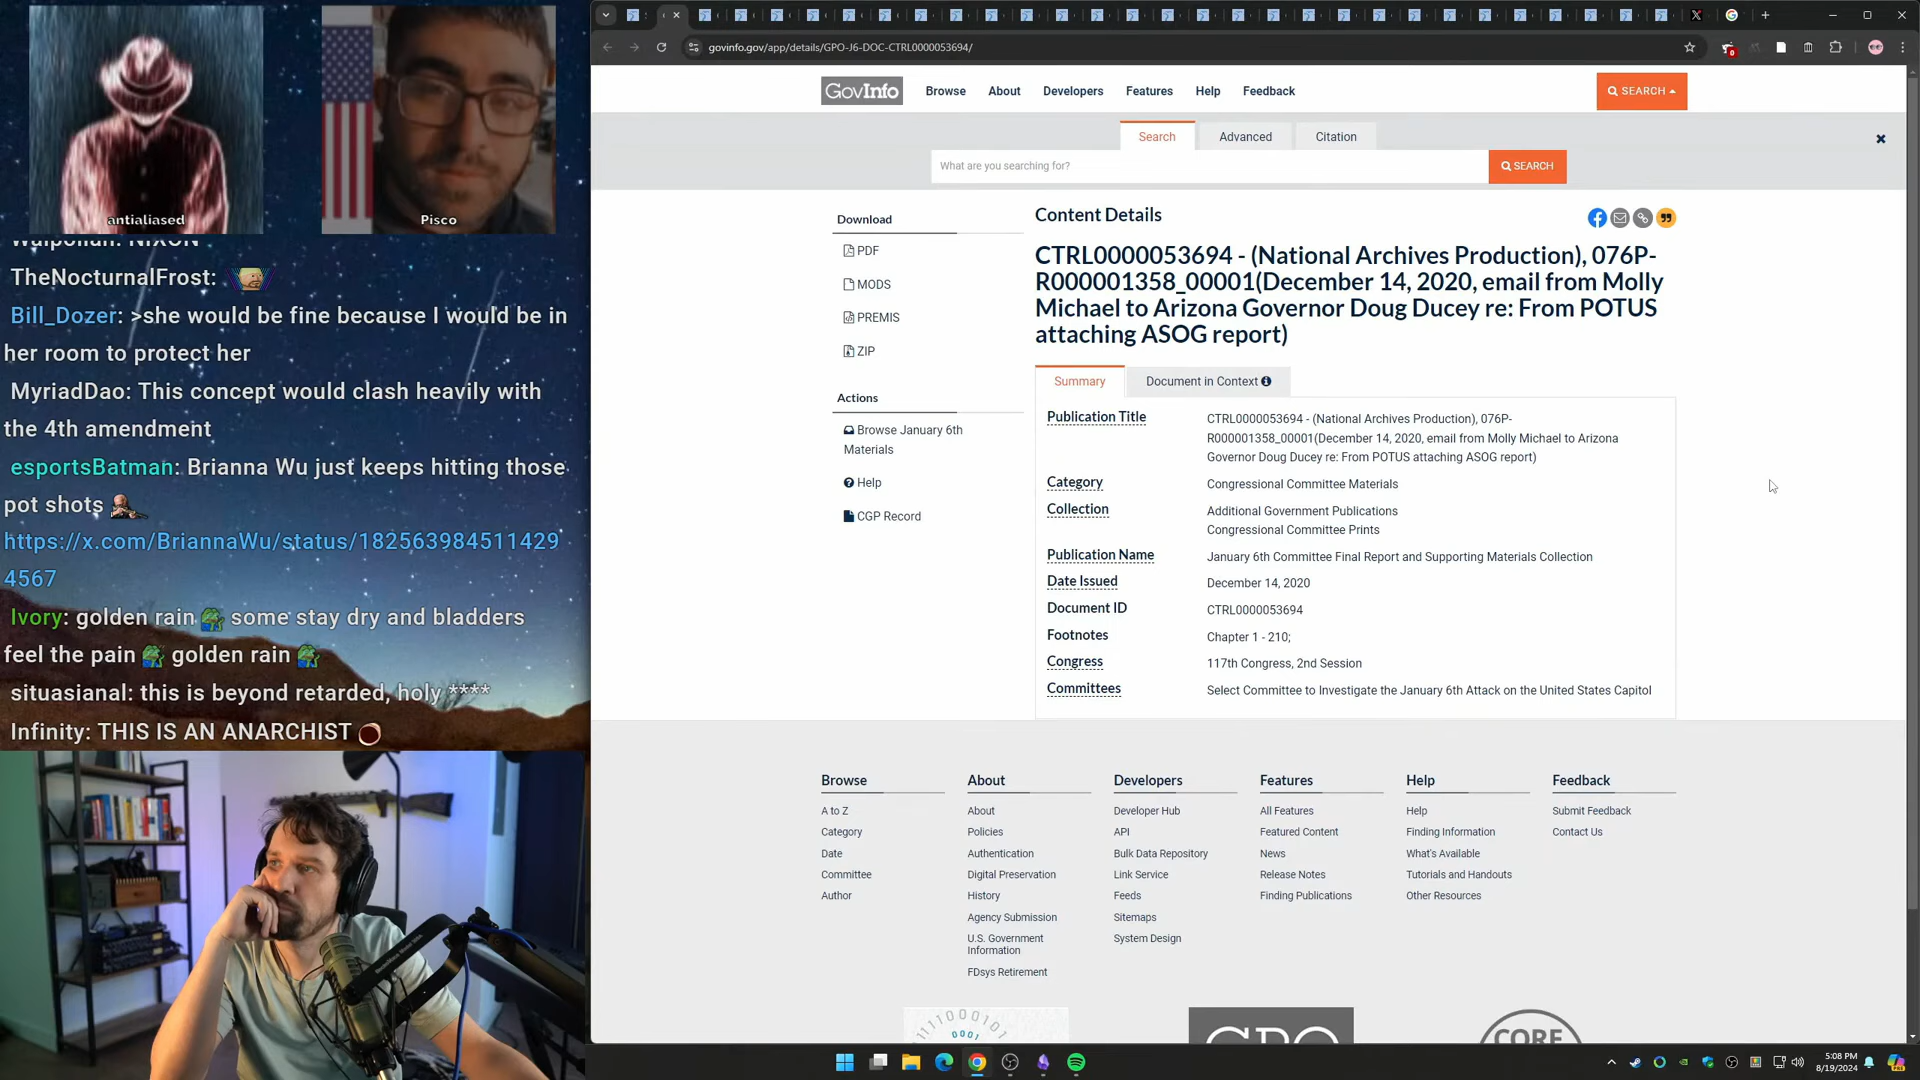 antialiased
Pisco
Walpolian: NIXON
TheNocturnalFrost:
Bill_Dozer: >she would be fine because I would be in
her room to protect her
MyriadDao: This concept would clash heavily with
the 4th amendment
esportsBatman: Brianna Wu just keeps hitting those
pot shots
https://x.com/BriannaWu/status/182563984511429
4567
Ivory: golden rain some stay dry and bladders
feel the pain golden rain
situasianal: this is beyond retarded, holy ****
Infinity: THIS IS AN ANARCHIST
govinfo.gov/app/details/GPO-J6-DOC-CTRL0000053694/
GovInfo
Browse
About
Developers
Features
Help
Feedback
SEARCH
Search
Advanced
Citation
What are you searching for?
SEARCH
Download
PDF
MODS
PREMIS
ZIP
Actions
Browse January 6th
Materials
Help
CGP Record
Content Details
CTRL0000053694 - (National Archives Production), 076P-
R000001358_00001(December 14, 2020, email from Molly
Michael to Arizona Governor Doug Ducey re: From POTUS
attaching ASOG report)
Summary
Document in Context
Publication Title
CTRL0000053694 - (National Archives Production), 076P-
R000001358_00001(December 14, 2020, email from Molly Michael to Arizona
Governor Doug Ducey re: From POTUS attaching ASOG report)
Category
Congressional Committee Materials
Collection
Additional Government Publications
Congressional Committee Prints
Publication Name
January 6th Committee Final Report and Supporting Materials Collection
Date Issued
December 14, 2020
Document ID
CTRL0000053694
Footnotes
Chapter 1 - 210;
Congress
117th Congress, 2nd Session
Committees
Select Committee to Investigate the January 6th Attack on the United States Capitol
Browse
A to Z
Category
Date
Committee
Author
About
About
Policies
Authentication
Digital Preservation
History
Agency Submission
U.S. Government
Information
FDsys Retirement
Developers
Developer Hub
API
Bulk Data Repository
Link Service
Feeds
Sitemaps
System Design
Features
All Features
Featured Content
News
Release Notes
Finding Publications
Help
Help
Finding Information
What's Available
Tutorials and Handouts
Other Resources
Feedback
Submit Feedback
Contact Us
GPO
CORE
5:08 PM
8/19/2024